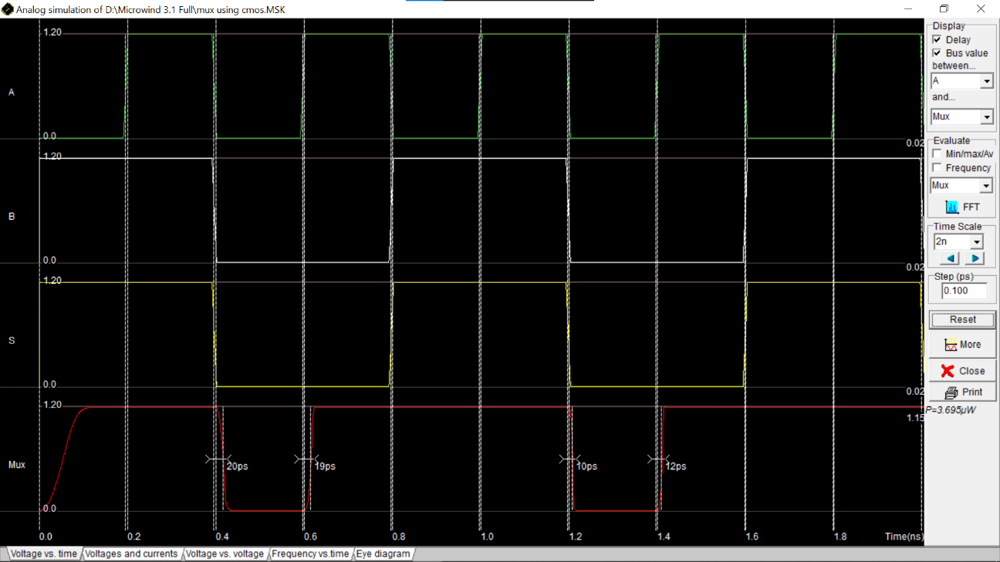 Analog simulation of D:\Microwind 3.1 Full\mux using cmos.MSK
1.20
A
0.0
0.02
1.20
B
0.0
0.02
1.20
S
0.0
0.02
1.20
1.15
Mux
20ps
19ps
10ps
12ps
0.0
0.0 0.2 0.4 0.6 0.8 1.0 1.2 1.4 1.6 1.8 Time(ns)
Voltage vs. time Voltages and currents Voltage vs. voltage Frequency vs.time Eye diagram
Display
Delay
Bus value
between...
A
and...
Mux
Evaluate
Min/max/Av
Frequency
Mux
FFT
Time Scale
2n
Step (ps)
0.100
Reset
More
Close
Print
P=3.695µW